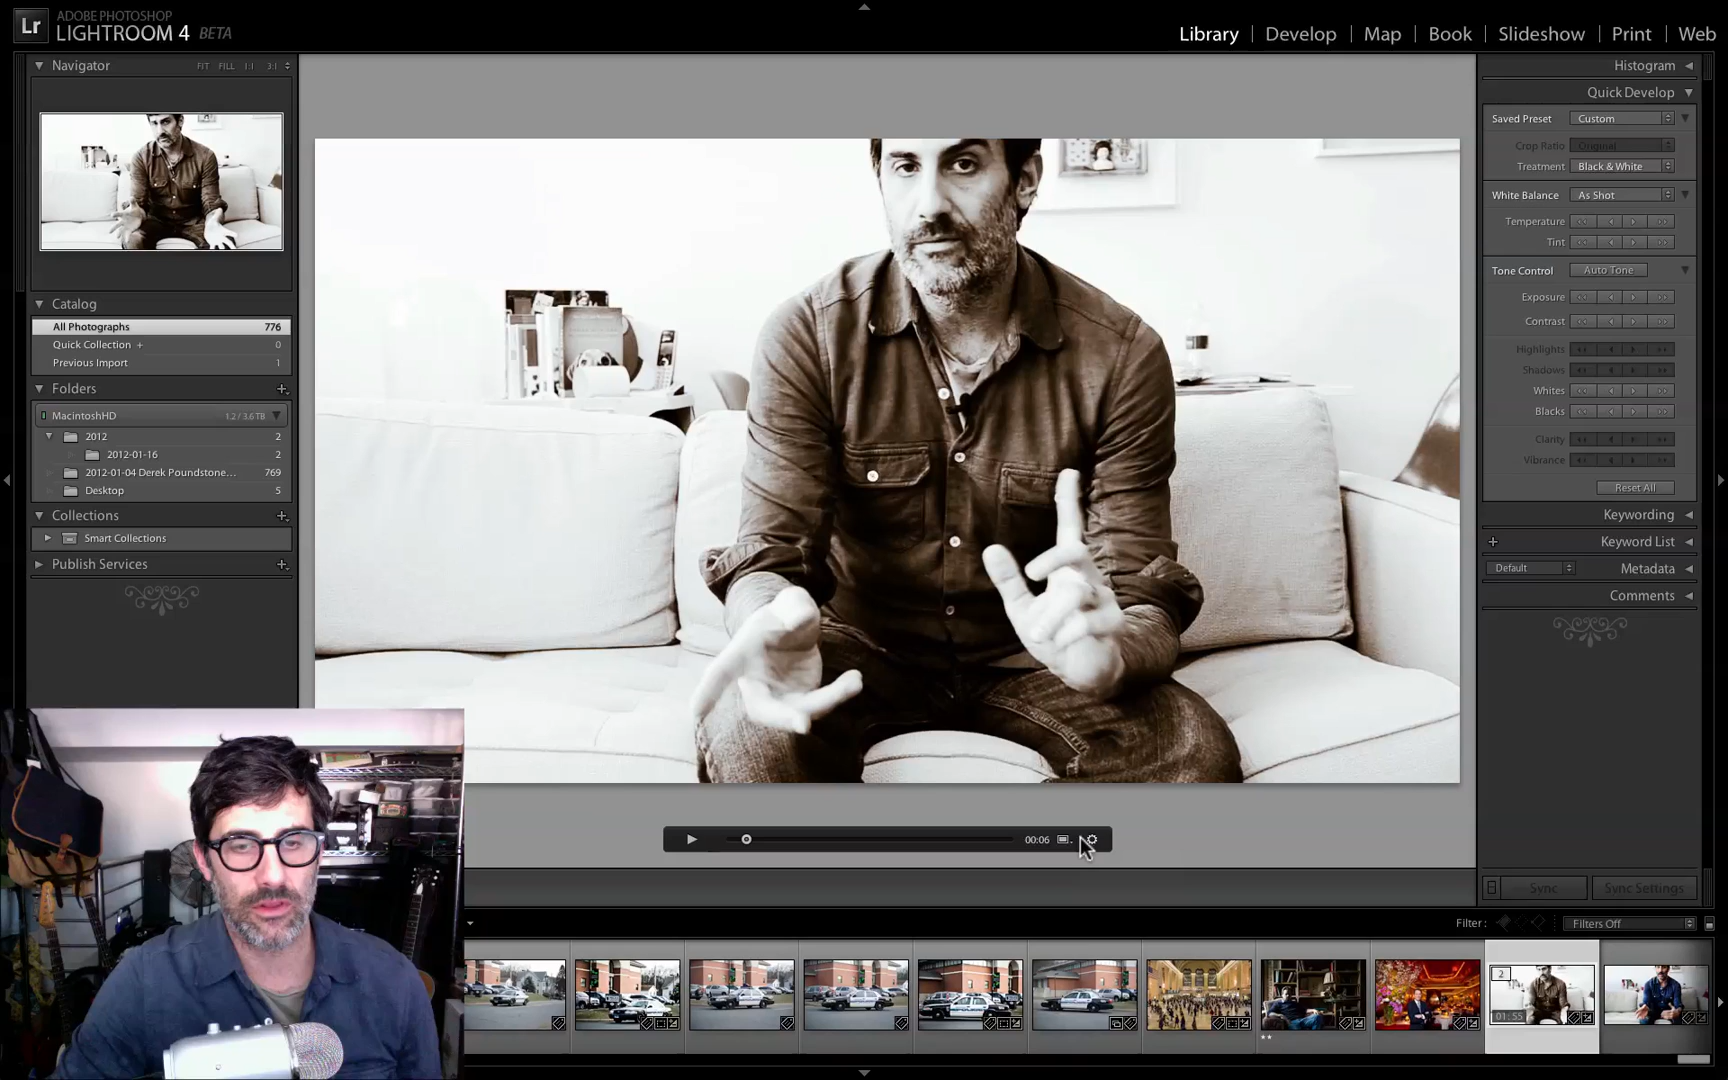 Lr
ADOBE PHOTOSHOP
LIGHTROOM 4 BETA
Library | Develop | Map | Book | Slideshow | Print | Web
Navigator
FIT FILL 1:1 3:1
Catalog
All Photographs 776
Quick Collection + 0
Previous Import 1
Folders
MacintoshHD 1.2 / 3.6 TB
2012 2
2012-01-16 2
2012-01-04 Derek Poundstone... 769
Desktop 5
Collections
Smart Collections
Publish Services
00:06
Histogram
Quick Develop
Saved Preset Custom
Crop Ratio Original
Treatment Black & White
White Balance As Shot
Temperature
Tint
Tone Control Auto Tone
Exposure
Contrast
Highlights
Shadows
Whites
Blacks
Clarity
Vibrance
Reset All
Keywording
Keyword List
Default Metadata
Comments
Sync Sync Settings
Filter: Filters Off
2
01:55